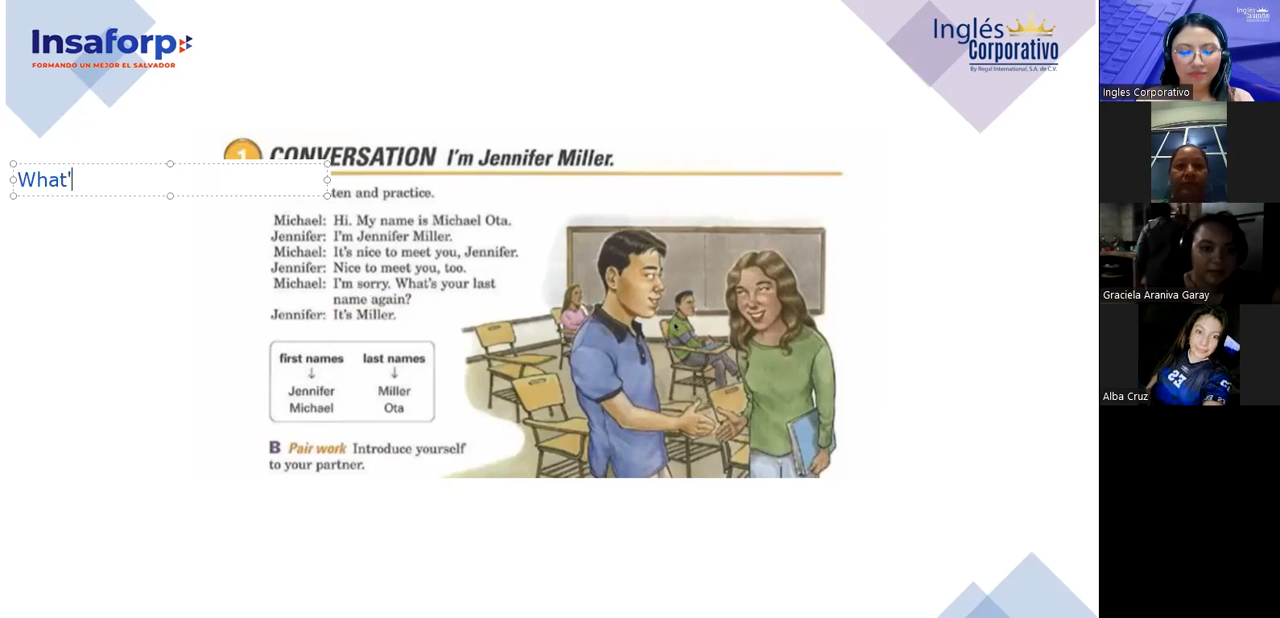 Insaforp
FORMANDO UN MEJOR EL SALVADOR
Inglés
Corporativo
By Regal International, S.A. de C.V.
1 CONVERSATION I'm Jennifer Miller.
What'
ten and practice.
Michael: Hi. My name is Michael Ota.
Jennifer: I'm Jennifer Miller.
Michael: It's nice to meet you, Jennifer.
Jennifer: Nice to meet you, too.
Michael: I'm sorry. What's your last
name again?
Jennifer: It's Miller.
first names last names
↓ ↓
Jennifer Miller
Michael Ota
B Pair work Introduce yourself
to your partner.
Ingles Corporativo
Graciela Araniva Garay
23
Alba Cruz